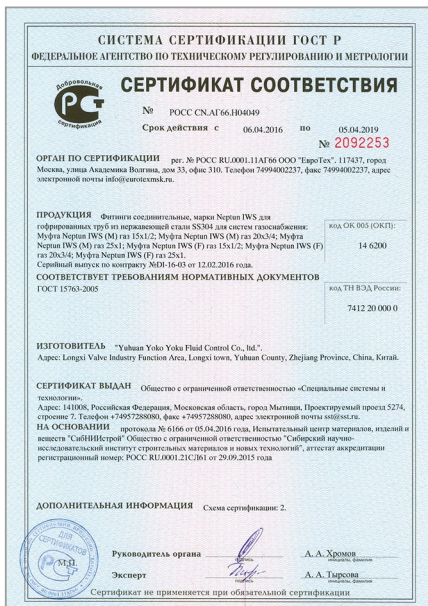 СИСТЕМА СЕРТИФИКАЦИИ ГОСТ Р
ФЕДЕРАЛЬНОЕ АГЕНТСТВО ПО ТЕХНИЧЕСКОМУ РЕГУЛИРОВАНИЮ И МЕТРОЛОГИИ
Добровольная сертификация
СЕРТИФИКАТ СООТВЕТСТВИЯ
№ РОСС CN.АГ66.Н04049
Срок действия с 06.04.2016 по 05.04.2019
№ 2092253
ОРГАН ПО СЕРТИФИКАЦИИ рег. № РОСС RU.0001.11АГ66 ООО "ЕвроТех". 117437, город
Москва, улица Академика Волгина, дом 33, офис 310. Телефон 74994002237, факс 74994002237, адрес
электронной почты info@eurotexmsk.ru.
ПРОДУКЦИЯ Фитинги соединительные, марки Neptun IWS для
гофрированных труб из нержавеющей стали SS304 для систем газоснабжения:
Муфта Neptun IWS (M) газ 15х1/2; Муфта Neptun IWS (M) газ 20х3/4; Муфта
Neptun IWS (M) газ 25х1; Муфта Neptun IWS (F) газ 15х1/2; Муфта Neptun IWS (F)
газ 20х3/4; Муфта Neptun IWS (F) газ 25х1.
Серийный выпуск по контракту №DI-16-03 от 12.02.2016 года.
код ОК 005 (ОКП):
14 6200
СООТВЕТСТВУЕТ ТРЕБОВАНИЯМ НОРМАТИВНЫХ ДОКУМЕНТОВ
ГОСТ 15763-2005
код ТН ВЭД России:
7412 20 000 0
ИЗГОТОВИТЕЛЬ "Yuhuan Yoko Yoku Fluid Control Co., ltd.".
Адрес: Longxi Valve Industry Function Area, Longxi town, Yuhuan County, Zhejiang Province, China, Китай.
СЕРТИФИКАТ ВЫДАН Общество с ограниченной ответственностью «Специальные системы и
технологии».
Адрес: 141008, Российская Федерация, Московская область, город Мытищи, Проектируемый проезд 5274,
строение 7. Телефон +74957288080, факс +74957288080, адрес электронной почты sst@sst.ru.
НА ОСНОВАНИИ протокола № 6166 от 05.04.2016 года, Испытательный центр материалов, изделий и
веществ "СибНИИстрой" Общество с ограниченной ответственностью "Сибирский научно-
исследовательский институт строительных материалов и новых технологий", аттестат аккредитации
регистрационный номер: РОСС RU.0001.21СЛ61 от 29.09.2015 года
ДОПОЛНИТЕЛЬНАЯ ИНФОРМАЦИЯ Схема сертификации: 2.
ДЛЯ СЕРТИФИКАТОВ
М.П.
Руководитель органа
подпись
А. А. Хромов
инициалы, фамилия
Эксперт
подпись
А. А. Тырсова
инициалы, фамилия
Сертификат не применяется при обязательной сертификации